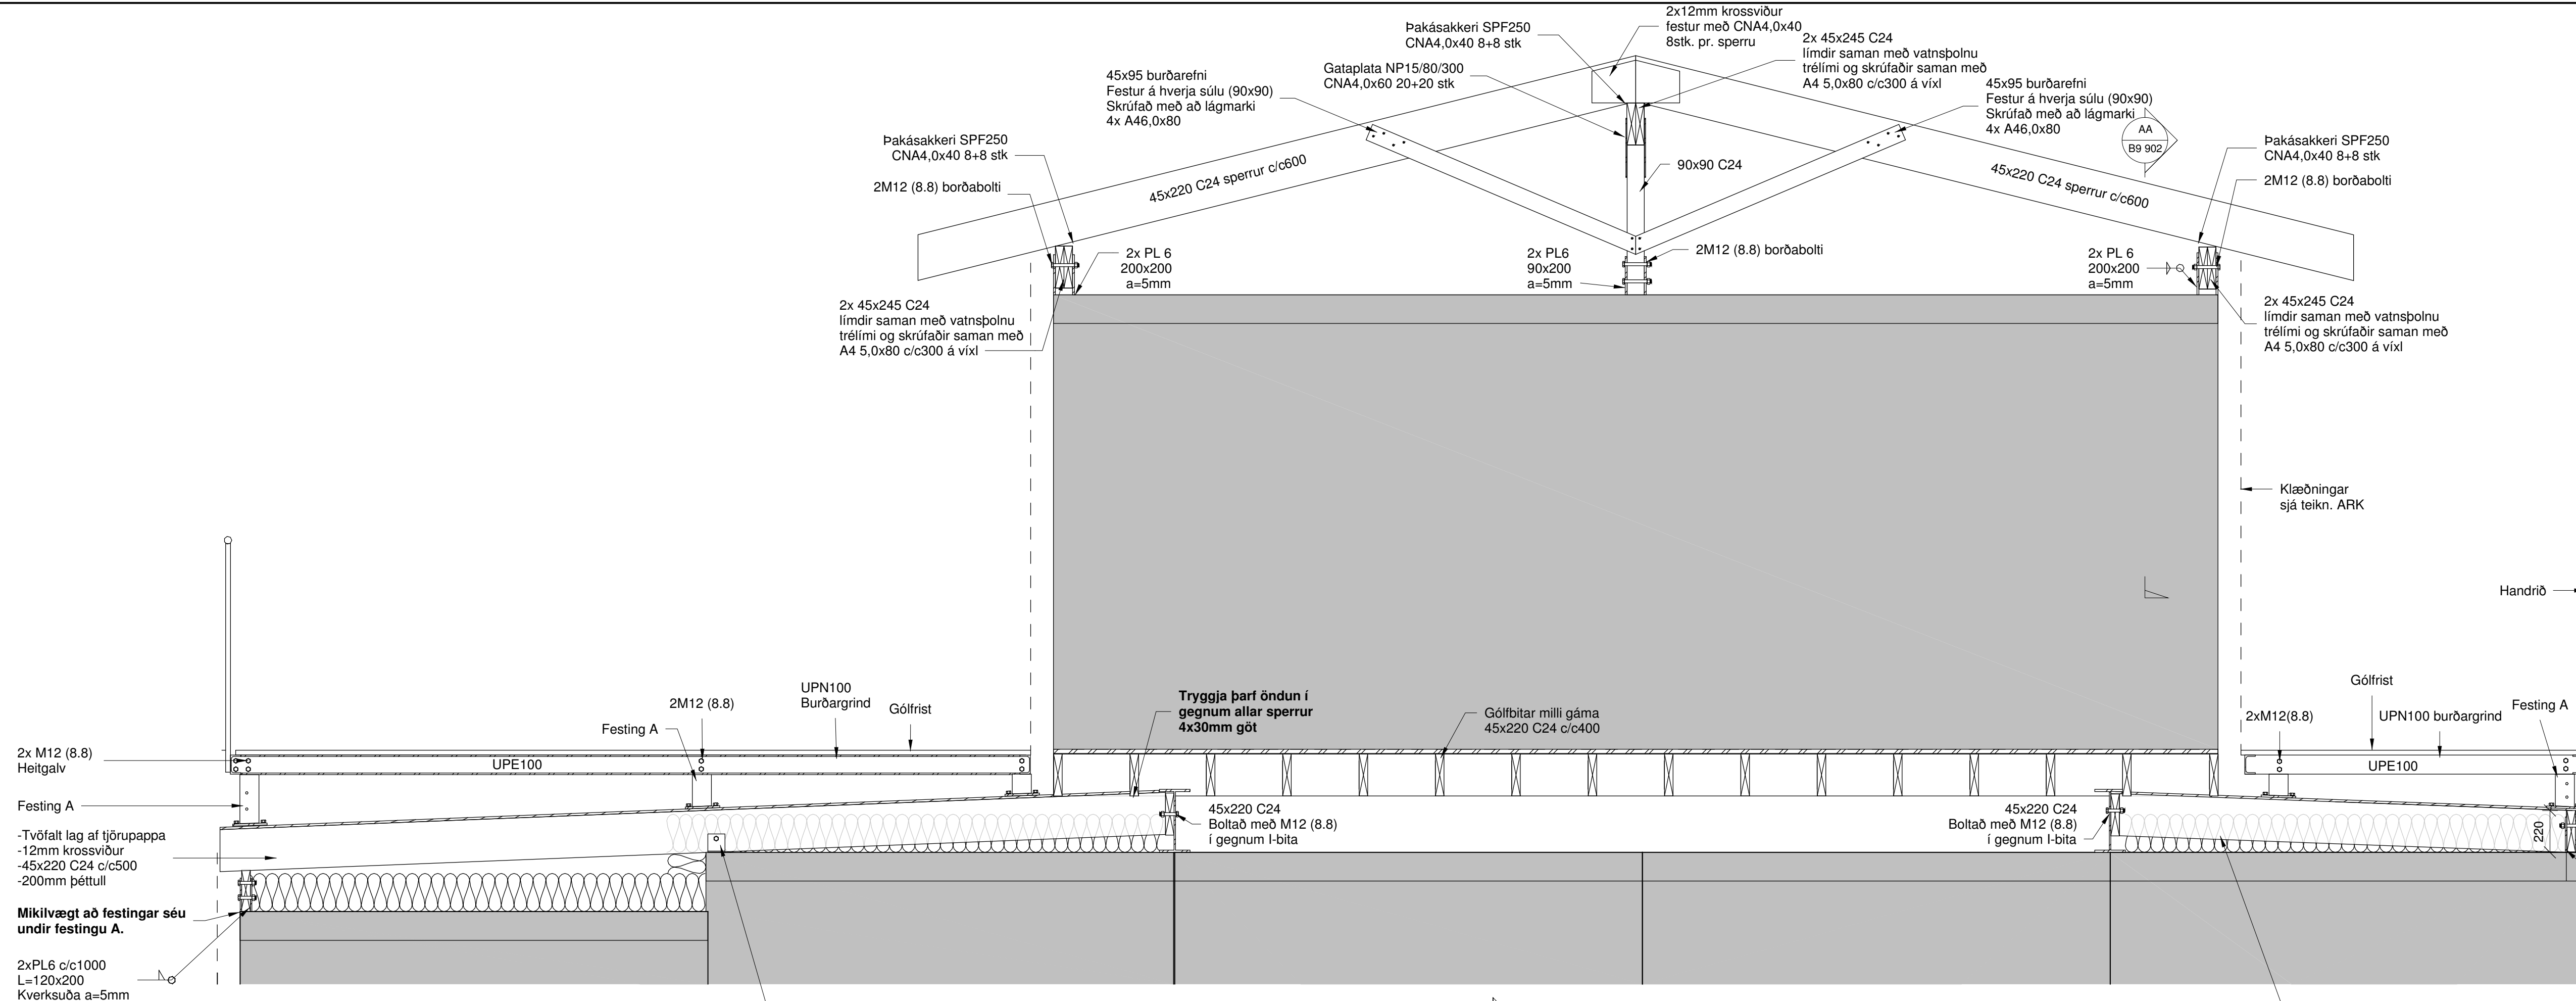 2x12mm krossviður
festur með CNA4,0x40
8stk. pr. sperru
Þakásakkeri SPF250
CNA4,0x40 8+8 stk
2x 45x245 C24
límdir saman með vatnsþolnu
trélími og skrúfaðir saman með
A4 5,0x80 c/c300 á víxl
Gataplata NP15/80/300
CNA4,0x60 20+20 stk
45x95 burðarefni
Festur á hverja súlu (90x90)
Skrúfað með að lágmarki
4x A46,0x80
45x95 burðarefni
Festur á hverja súlu (90x90)
Skrúfað með að lágmarki
4x A46,0x80
AA
B9 902
Þakásakkeri SPF250
CNA4,0x40 8+8 stk
Þakásakkeri SPF250
CNA4,0x40 8+8 stk
2M12 (8.8) borðabolti
45x220 C24 sperrur c/c600
90x90 C24
45x220 C24 sperrur c/c600
2M12 (8.8) borðabolti
2x PL 6
200x200
a=5mm
2x PL6
90x200
a=5mm
2M12 (8.8) borðabolti
2x PL 6
200x200
a=5mm
2x 45x245 C24
límdir saman með vatnsþolnu
trélími og skrúfaðir saman með
A4 5,0x80 c/c300 á víxl
2x 45x245 C24
límdir saman með vatnsþolnu
trélími og skrúfaðir saman með
A4 5,0x80 c/c300 á víxl
Klæðningar
sjá teikn. ARK
Handrið
UPN100
Burðargrind
2M12 (8.8)
Gólfrist
Festing A
Tryggja þarf öndun í
gegnum allar sperrur
4x30mm göt
Gólfbitar milli gáma
45x220 C24 c/c400
Gólfrist
Festing A
2xM12(8.8)
UPN100 burðargrind
2x M12 (8.8)
Heitgalv
UPE100
UPE100
Festing A
45x220 C24
Boltað með M12 (8.8)
í gegnum I-bita
45x220 C24
Boltað með M12 (8.8)
í gegnum I-bita
220
-Tvöfalt lag af tjörupappa
-12mm krossviður
-45x220 C24 c/c500
-200mm þéttull
Mikilvægt að festingar séu
undir festingu A.
2xPL6 c/c1000
L=120x200
Kverksuða a=5mm